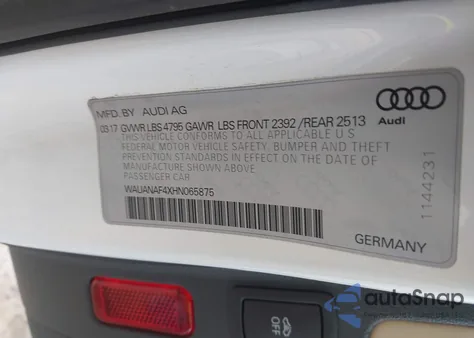 MFD. BY AUDI AG
03.17 GVWR LBS 4795 GAWR LBS FRONT 2392 / REAR 2513
THIS VEHICLE CONFORMS TO ALL APPLICABLE U S
FEDERAL MOTOR VEHICLE SAFETY, BUMPER, AND THEFT
PREVENTION STANDARDS IN EFFECT ON THE DATE OF
MANUFACTURE SHOWN ABOVE
PASSENGER CAR
WAUANAF4XHN065875
Audi
1144231
GERMANY
OFF
autoSnap